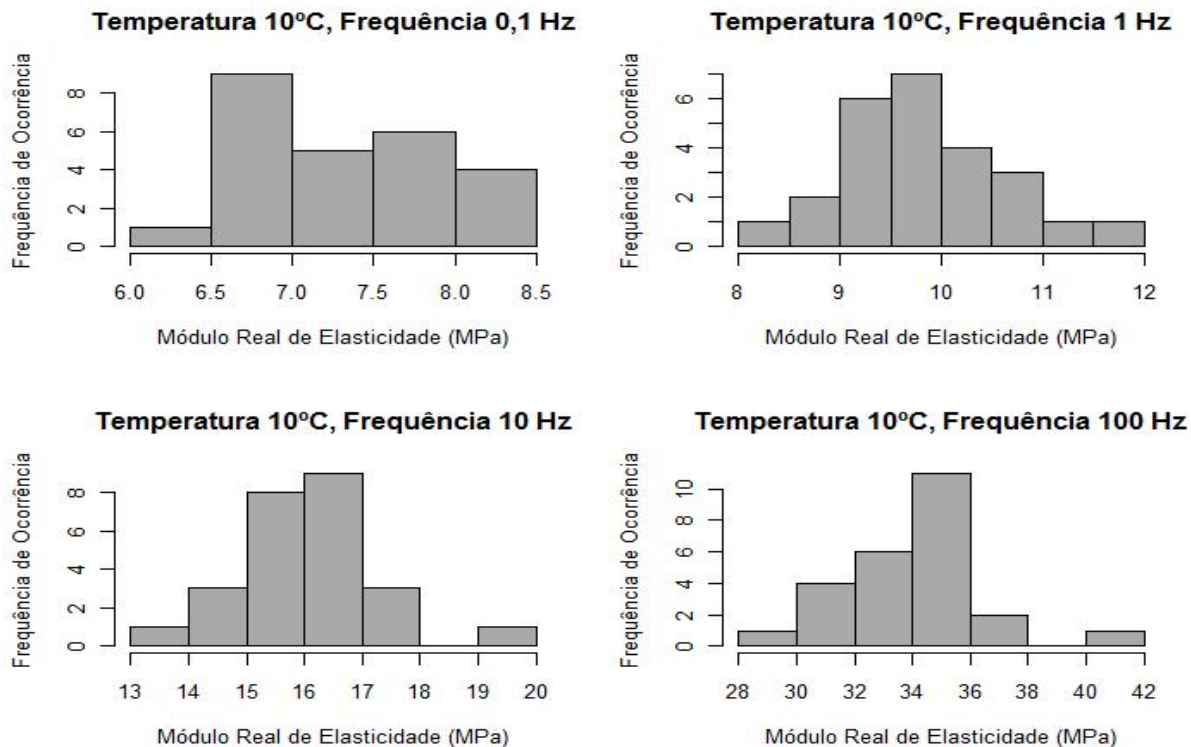 Temperatura 10ºC, Frequência 0,1 Hz
Frequência de Ocorrência
8
6
4
2
0
6.0 6.5 7.0 7.5 8.0 8.5
Módulo Real de Elasticidade (MPa)
Temperatura 10ºC, Frequência 1 Hz
Frequência de Ocorrência
6
4
2
0
8 9 10 11 12
Módulo Real de Elasticidade (MPa)
Temperatura 10ºC, Frequência 10 Hz
Frequência de Ocorrência
8
6
4
2
0
13 14 15 16 17 18 19 20
Módulo Real de Elasticidade (MPa)
Temperatura 10ºC, Frequência 100 Hz
Frequência de Ocorrência
10
8
6
4
2
0
28 30 32 34 36 38 40 42
Módulo Real de Elasticidade (MPa)